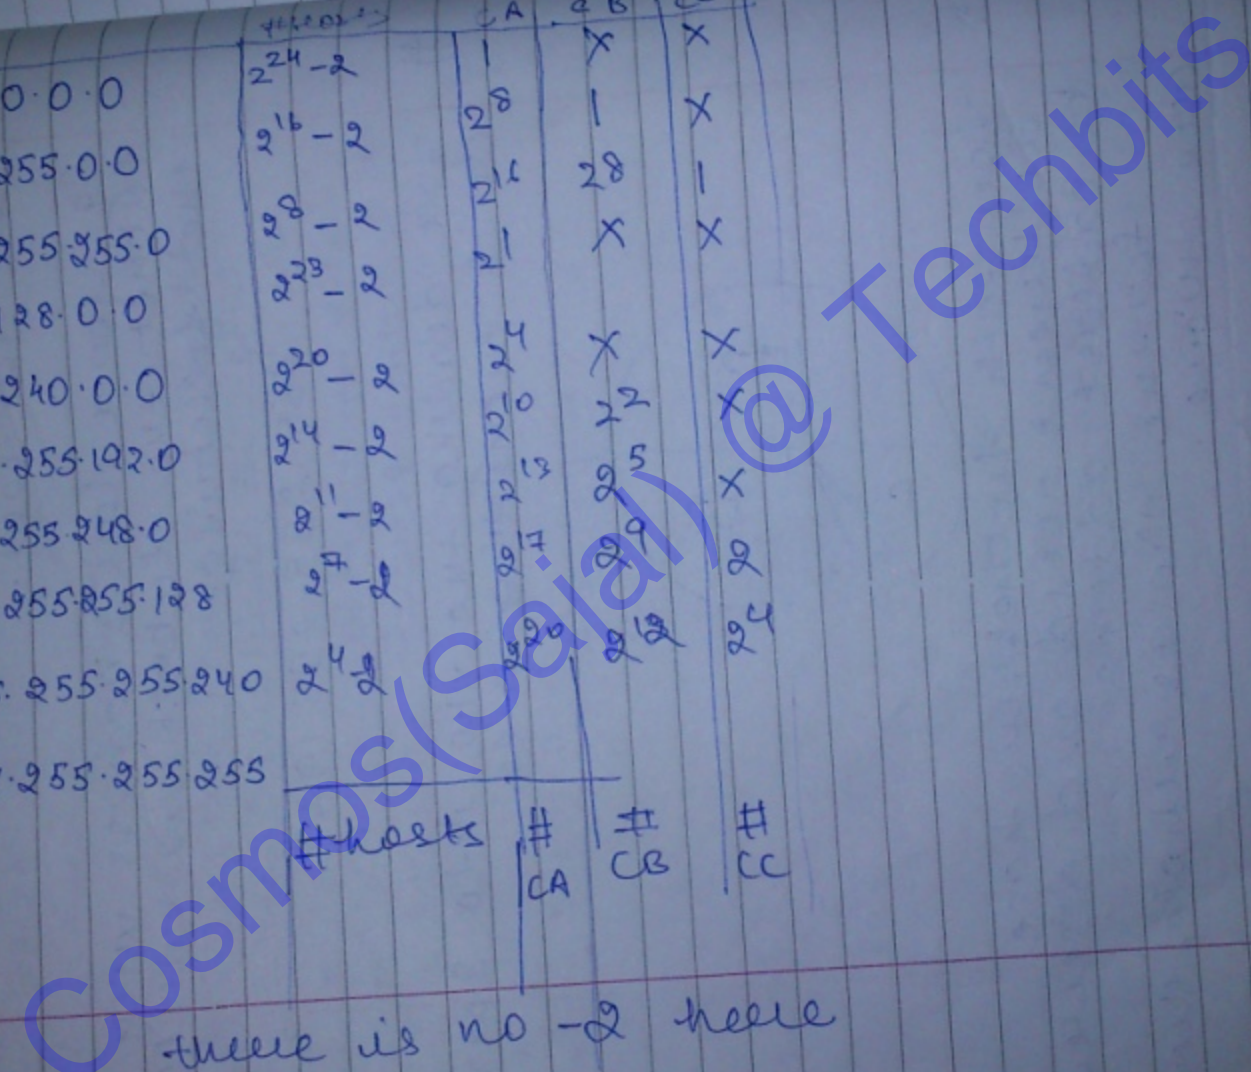 CA CB
0.0.0 2^24 - 2 1 X X
255.0.0 2^16 - 2 2^8 1 X
255.255.0 2^8 - 2 2^16 2^8 1
128.0.0 2^23 - 2 2^1 X X
240.0.0 2^20 - 2 2^4 X X
.255.192.0 2^14 - 2 2^10 2^2 X
255.248.0 2^11 - 2 2^13 2^5 X
255.255.128 2^7 - 2 2^17 2^9 2
.255.255.240 2^4 - 2 2^20 2^12 2^4
.255.255.255
#hosts # CA # CB # CC
there is no -2 here
Cosmos(Sajal) @ Techbits